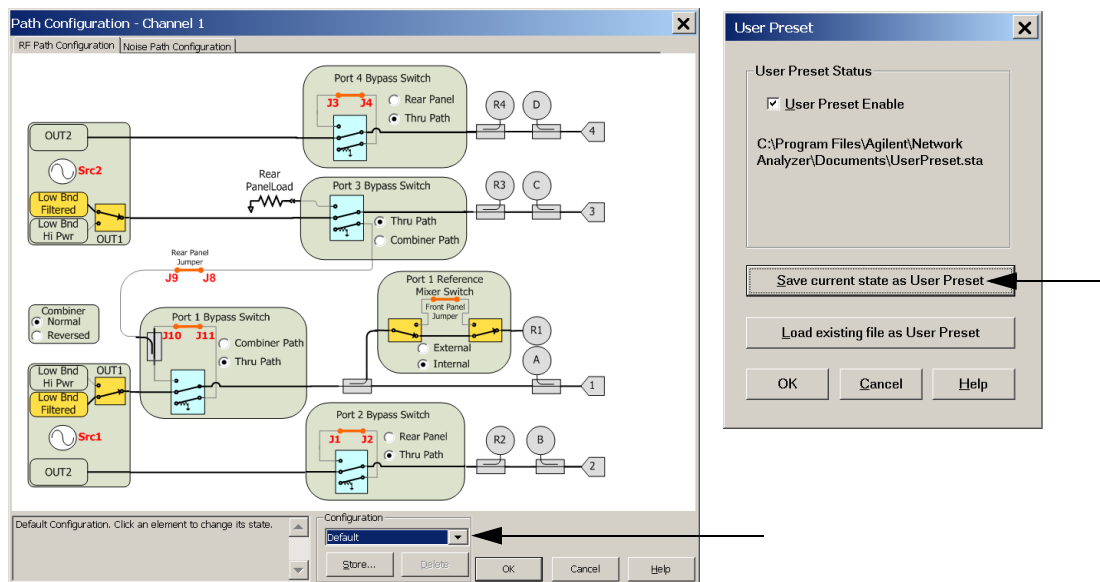 Path Configuration - Channel 1
RF Path Configuration
Noise Path Configuration
Port 4 Bypass Switch
J3 J4
Rear Panel
Thru Path
R4
D
4
OUT2
Src2
Low Bnd
Filtered
Low Bnd
Hi Pwr
OUT1
Rear
PanelLoad
Port 3 Bypass Switch
Thru Path
Combiner Path
R3
C
3
Rear Panel
Jumper
J9 J8
Port 1 Reference
Mixer Switch
Front Panel
Jumper
External
Internal
R1
A
1
Combiner
Normal
Reversed
Port 1 Bypass Switch
J10 J11
Combiner Path
Thru Path
Low Bnd
Hi Pwr
OUT1
Low Bnd
Filtered
Src1
OUT2
Port 2 Bypass Switch
J1 J2
Rear Panel
Thru Path
R2
B
2
Default Configuration. Click an element to change its state.
Configuration
Default
Store...
Delete
OK
Cancel
Help
User Preset
User Preset Status
User Preset Enable
C:\Program Files\Agilent\Network
Analyzer\Documents\UserPreset.sta
Save current state as User Preset
Load existing file as User Preset
OK
Cancel
Help